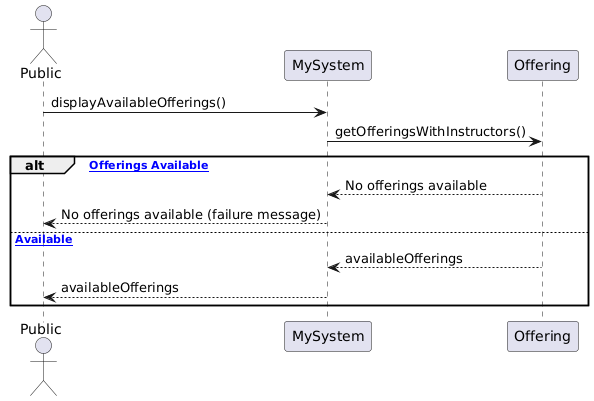 Public
MySystem
Offering
displayAvailableOfferings()
getOfferingsWithInstructors()
alt
Offerings Available
No offerings available
No offerings available (failure message)
Available
availableOfferings
availableOfferings
Public
MySystem
Offering